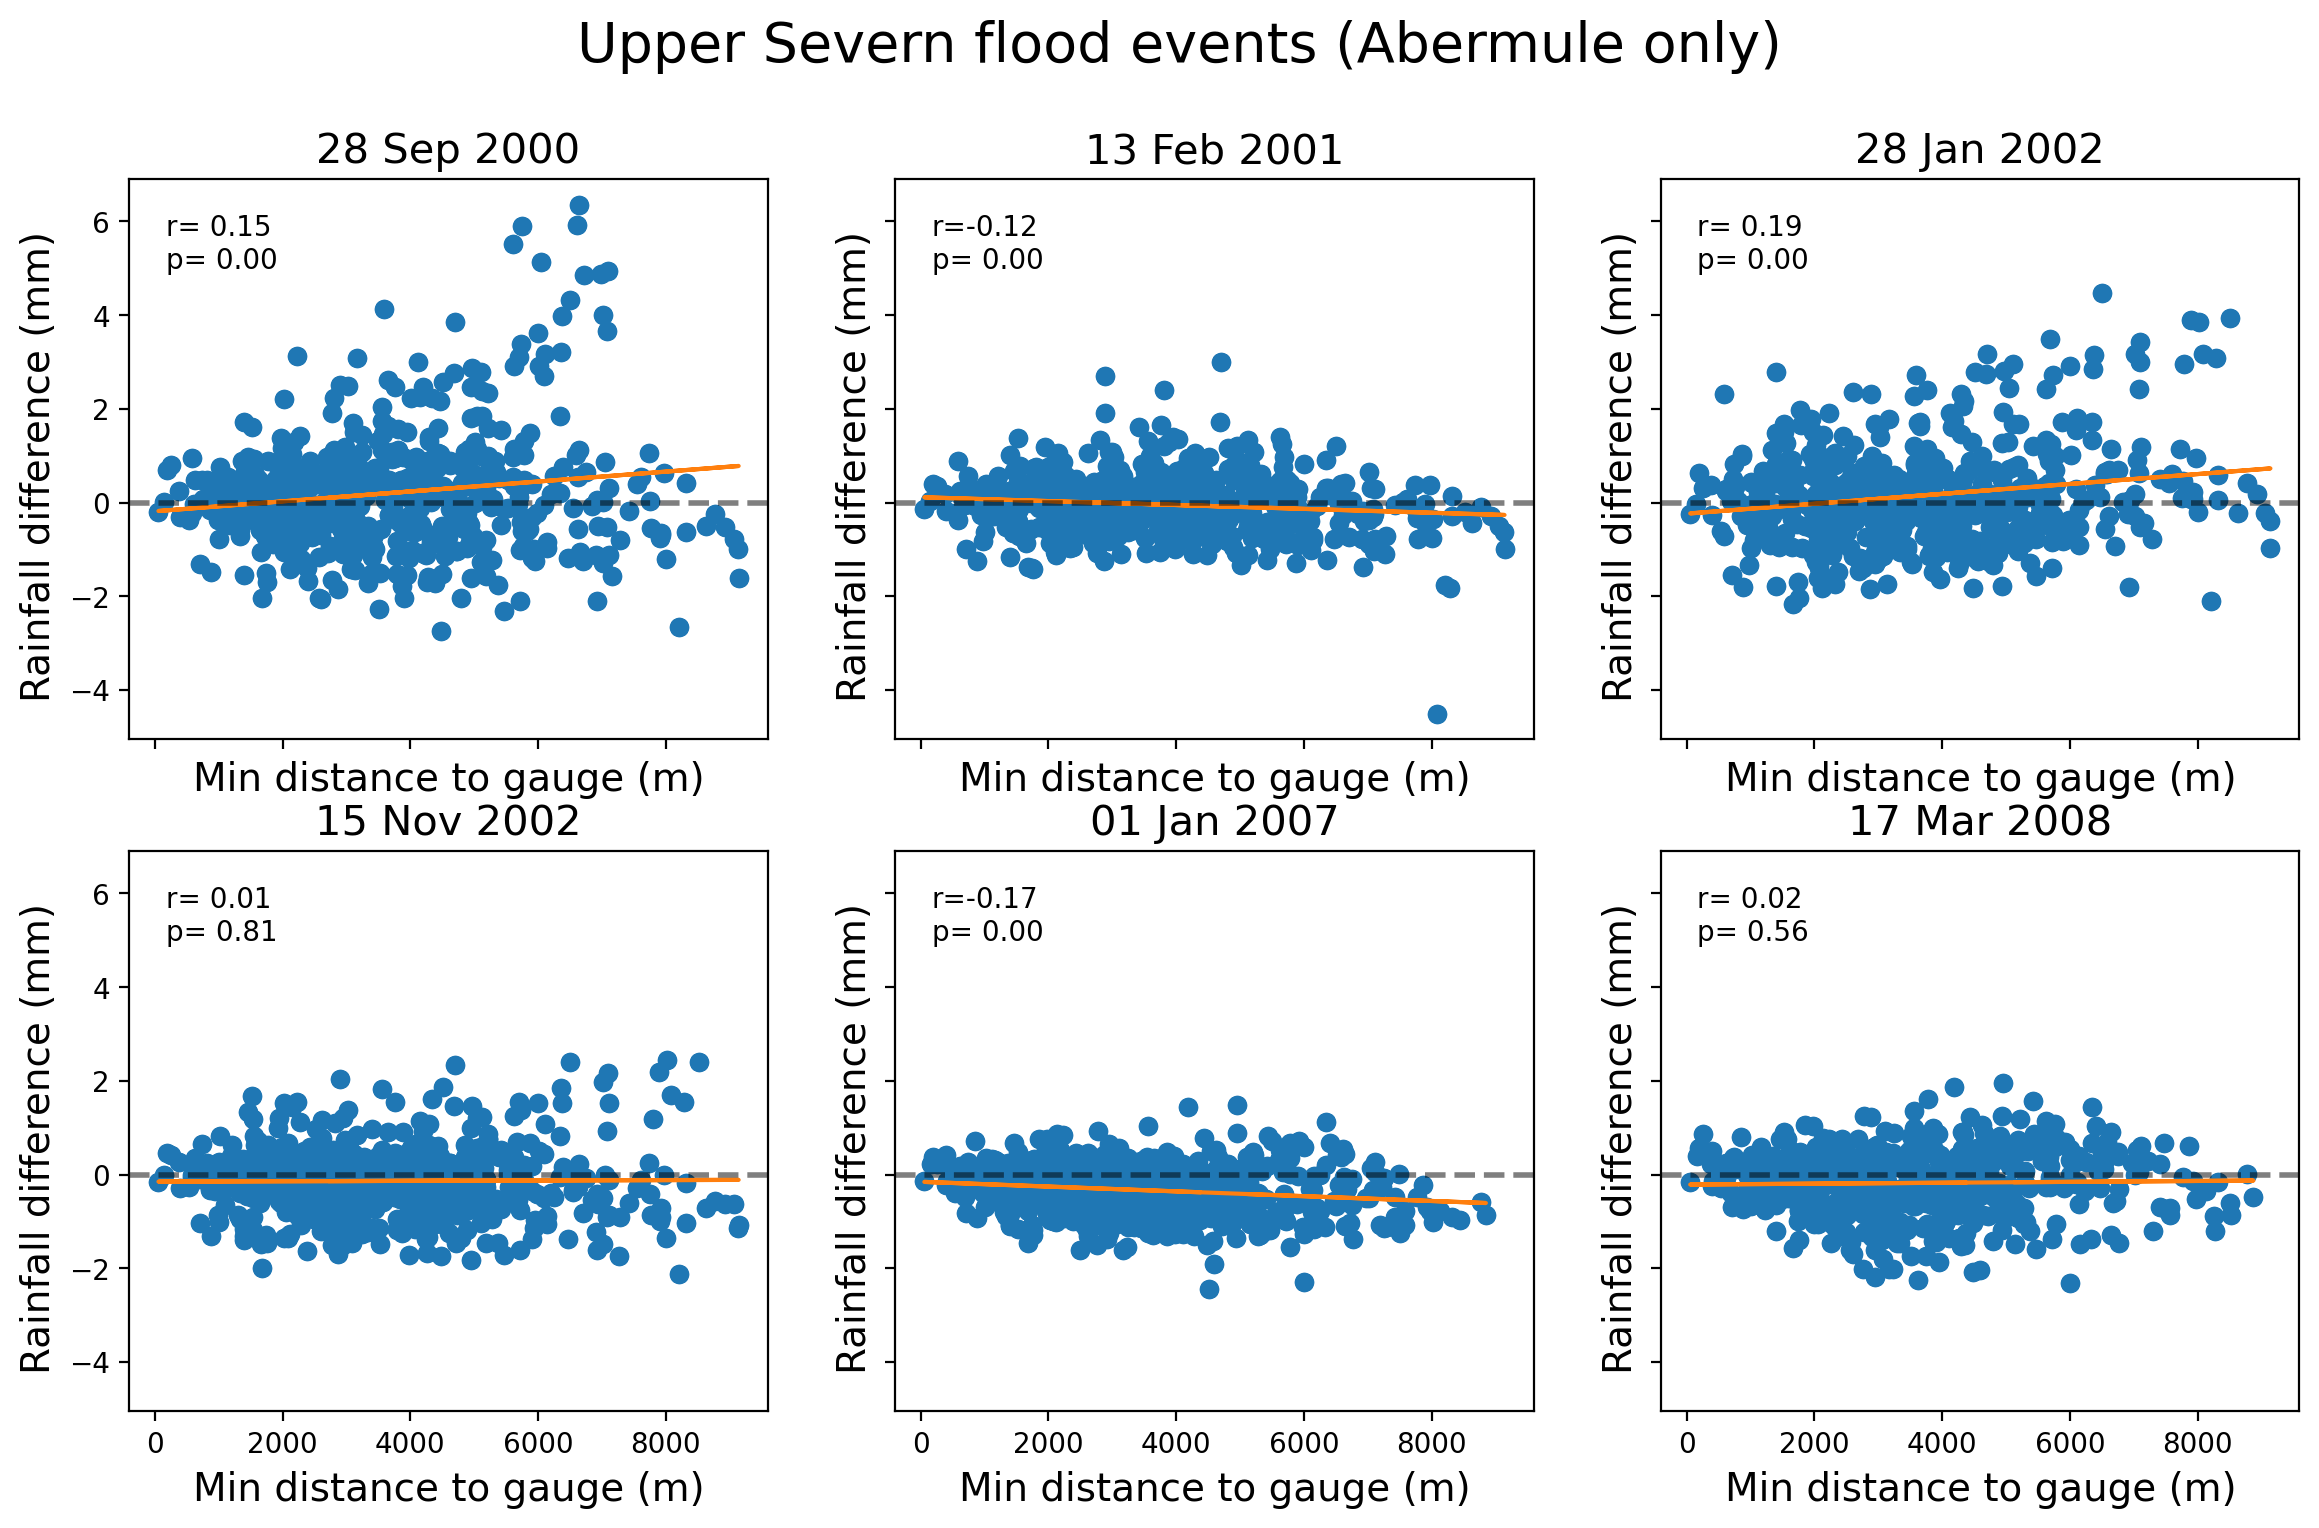 Upper Severn flood events (Abermule only)
28 Sep 2000
r= 0.15
p= 0.00
6
4
2
0
−2
−4
Rainfall difference (mm)
Min distance to gauge (m)
13 Feb 2001
r=-0.12
p= 0.00
Rainfall difference (mm)
Min distance to gauge (m)
28 Jan 2002
r= 0.19
p= 0.00
Rainfall difference (mm)
Min distance to gauge (m)
15 Nov 2002
r= 0.01
p= 0.81
6
4
2
0
−2
−4
Rainfall difference (mm)
0 2000 4000 6000 8000
Min distance to gauge (m)
01 Jan 2007
r=-0.17
p= 0.00
Rainfall difference (mm)
0 2000 4000 6000 8000
Min distance to gauge (m)
17 Mar 2008
r= 0.02
p= 0.56
Rainfall difference (mm)
0 2000 4000 6000 8000
Min distance to gauge (m)